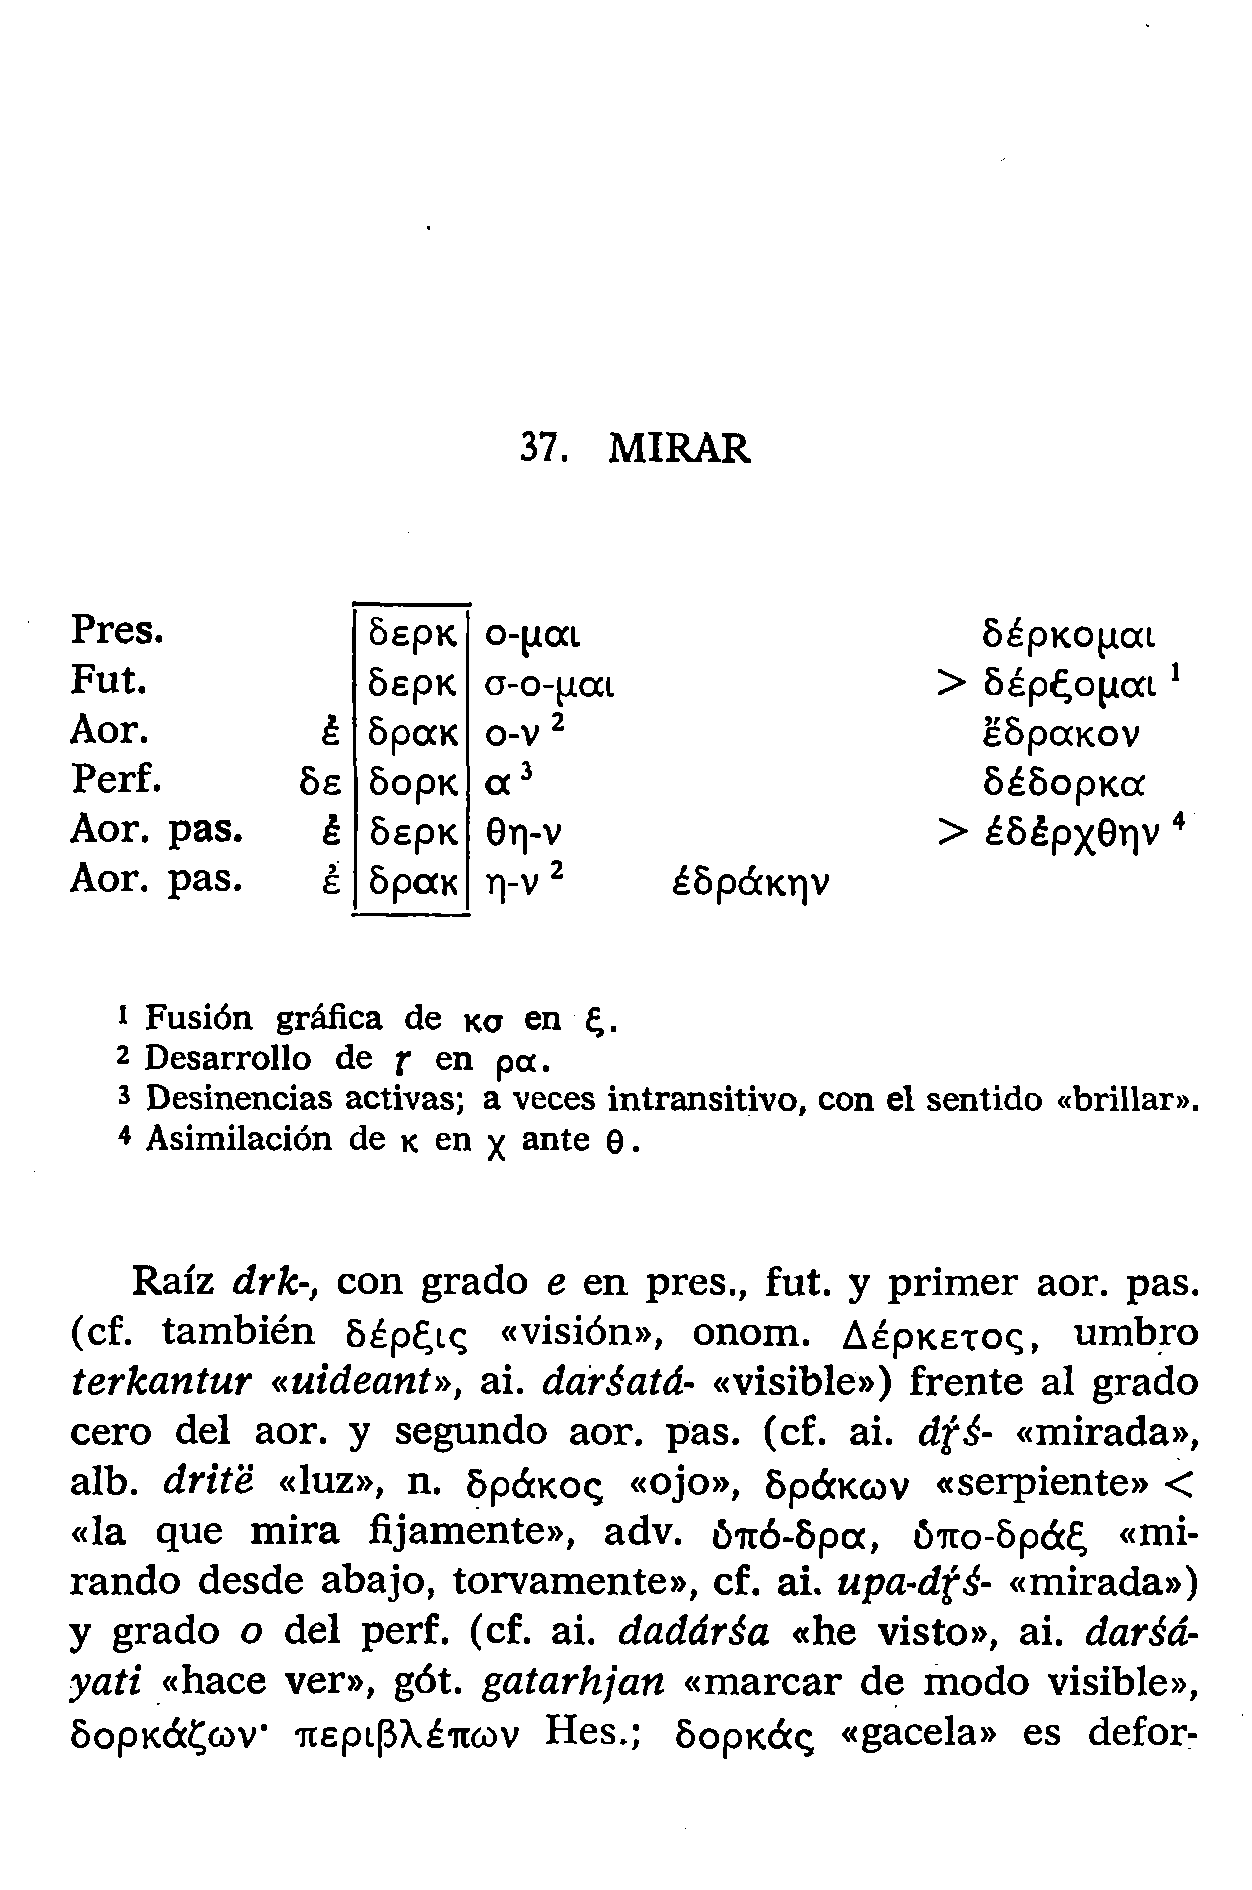 37. MIRAR
Pres. δερκ ο-μαι δέρκομαι
Fut. δερκ σ-ο-μαι > δέρξομαι ¹
Aor. ἐ δρακ ο-ν ² ἔδρακον
Perf. δε δορκ α ³ δέδορκα
Aor. pas. ἐ δερκ θη-ν > ἐδέρχθην ⁴
Aor. pas. ἐ δρακ η-ν ² ἐδράκην
¹ Fusión gráfica de κσ en ξ.
² Desarrollo de r̥ en ρα.
³ Desinencias activas; a veces intransitivo, con el sentido «brillar».
⁴ Asimilación de κ en χ ante θ.
Raíz drk-, con grado e en pres., fut. y primer aor. pas.
(cf. también δέρξις «visión», onom. Δέρκετος, umbro
terkantur «uideant», ai. darśatá- «visible») frente al grado
cero del aor. y segundo aor. pas. (cf. ai. dŕ̥ś- «mirada»,
alb. dritë «luz», n. δράκος «ojo», δράκων «serpiente» <
«la que mira fijamente», adv. ὑπό-δρα, ὑπο-δράξ «mi-
rando desde abajo, torvamente», cf. ai. upa-dŕ̥ś- «mirada»)
y grado o del perf. (cf. ai. dadárśa «he visto», ai. darśá-
yati «hace ver», gót. gatarhjan «marcar de modo visible»,
δορκάζων· περιβλέπων Hes.; δορκάς «gacela» es defor-